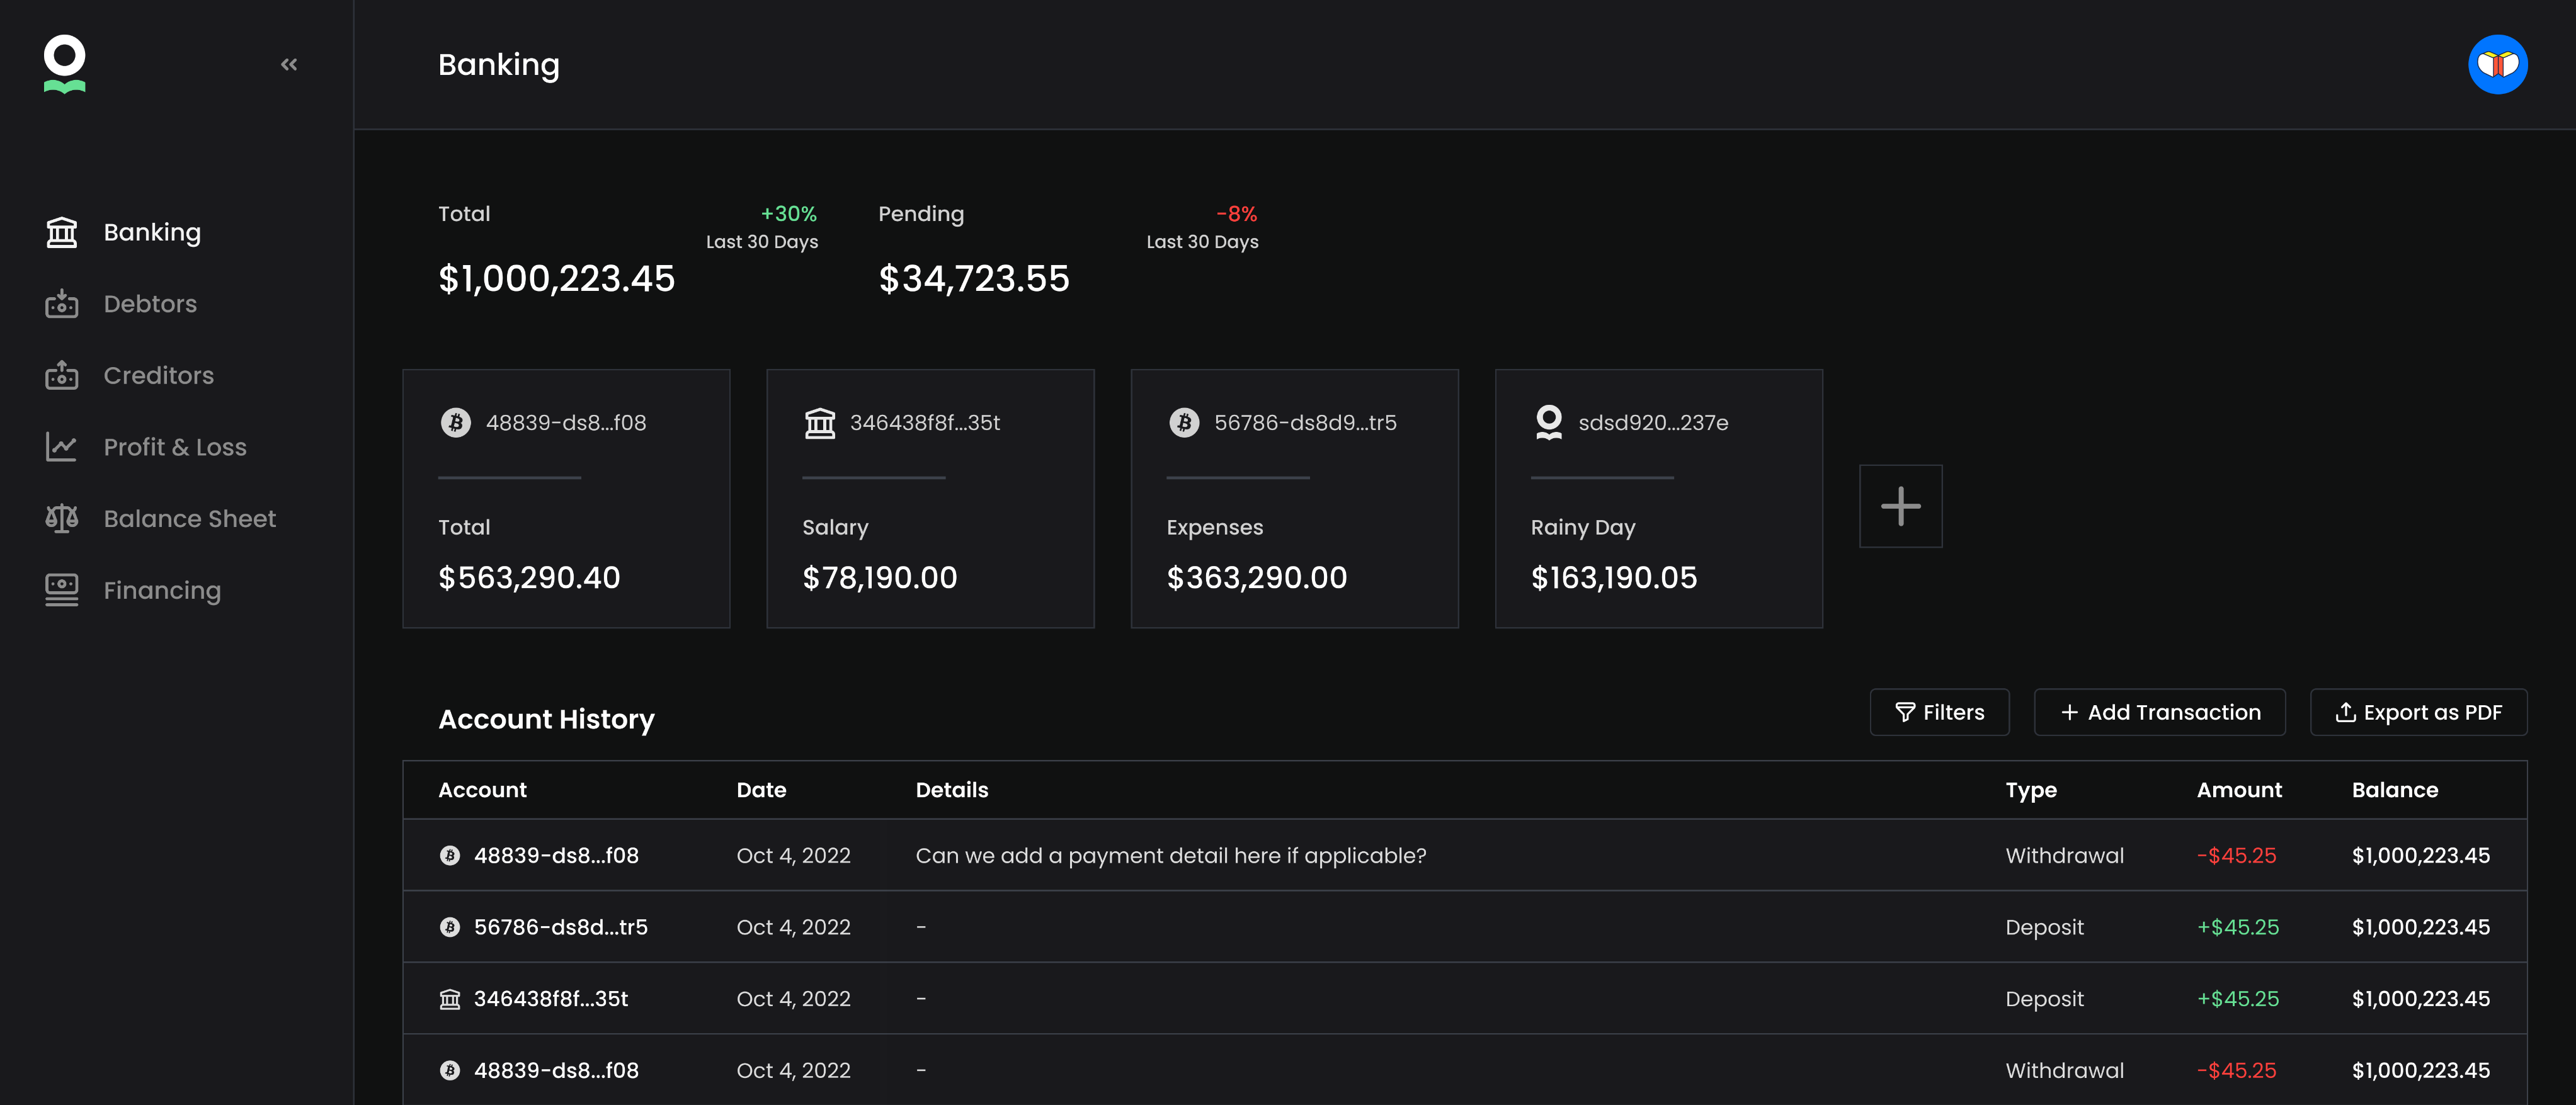 Banking
Banking
Debtors
Creditors
Profit & Loss
Balance Sheet
Financing
Total +30%
Last 30 Days
$1,000,223.45
Pending -8%
Last 30 Days
$34,723.55
48839-ds8...f08
Total
$563,290.40
346438f8f...35t
Salary
$78,190.00
56786-ds8d9...tr5
Expenses
$363,290.00
sdsd920...237e
Rainy Day
$163,190.05
Account History
Filters
Add Transaction
Export as PDF
Account Date Details Type Amount Balance
48839-ds8...f08 Oct 4, 2022 Can we add a payment detail here if applicable? Withdrawal -$45.25 $1,000,223.45
56786-ds8d...tr5 Oct 4, 2022 - Deposit +$45.25 $1,000,223.45
346438f8f...35t Oct 4, 2022 - Deposit +$45.25 $1,000,223.45
48839-ds8...f08 Oct 4, 2022 - Withdrawal -$45.25 $1,000,223.45